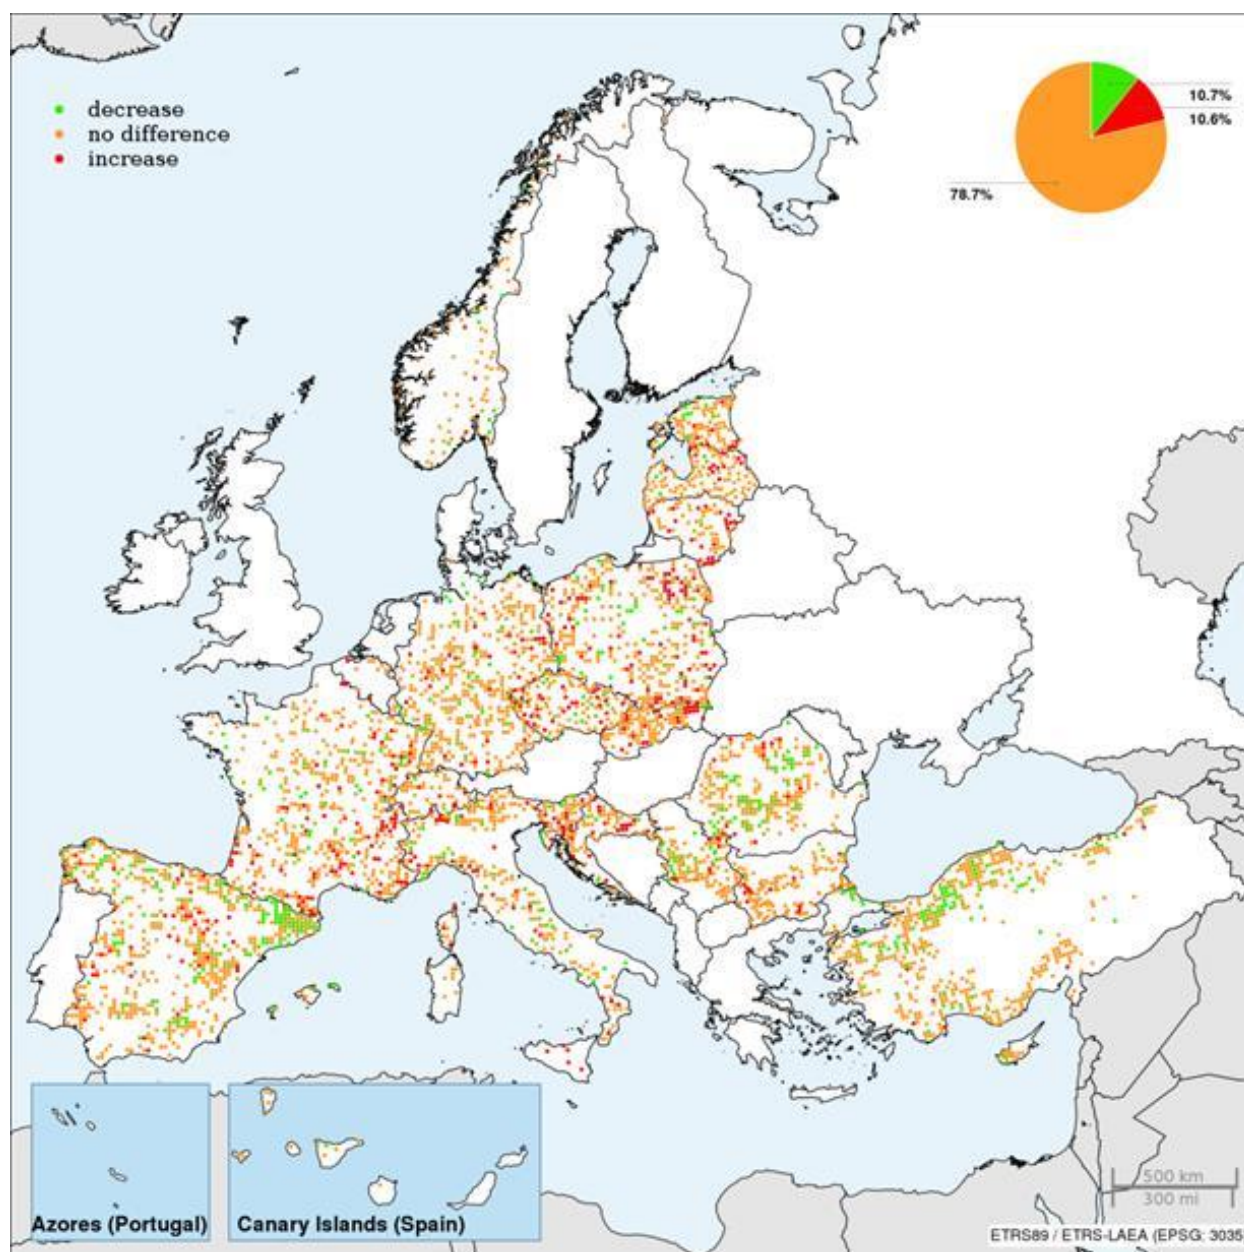 decrease
no difference
increase
10.7%
10.6%
78.7%
500 km
300 mi
Azores (Portugal)
Canary Islands (Spain)
ETRS89 / ETRS-LAEA (EPSG: 3035